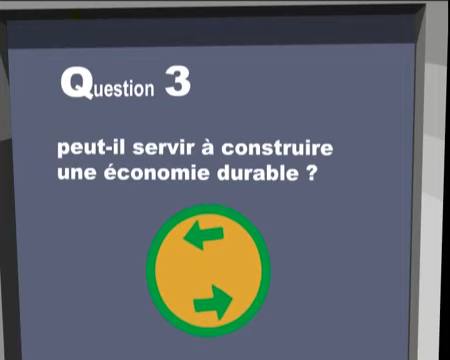 Question 3
peut-il servir à construire
une économie durable ?